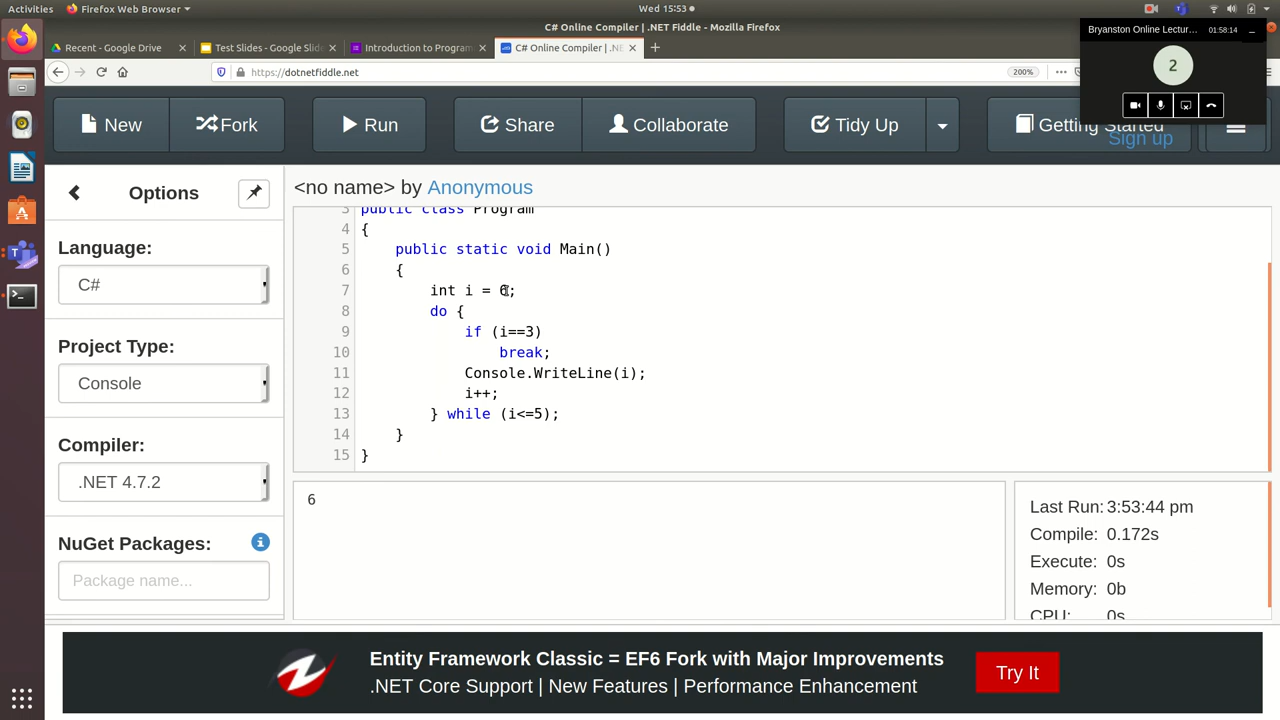 Activities
Firefox Web Browser
Wed 15:53
C# Online Compiler | .NET Fiddle - Mozilla Firefox
Recent - Google Drive
Test Slides - Google Slid
Introduction to Program
C# Online Compiler | .NE
https://dotnetfiddle.net
200%
Bryanston Online Lectur...
01:58:14
2
New
Fork
Run
Share
Collaborate
Tidy Up
Getting Started
Sign up
Options
<no name> by Anonymous
Language:
C#
Project Type:
Console
Compiler:
.NET 4.7.2
NuGet Packages:
Package name...
3 public class Program
4 {
5 public static void Main()
6 {
7 int i = 6;
8 do {
9 if (i==3)
10 break;
11 Console.WriteLine(i);
12 i++;
13 } while (i<=5);
14 }
15 }
6
Last Run: 3:53:44 pm
Compile: 0.172s
Execute: 0s
Memory: 0b
CPU: 0s
Entity Framework Classic = EF6 Fork with Major Improvements
.NET Core Support | New Features | Performance Enhancement
Try It